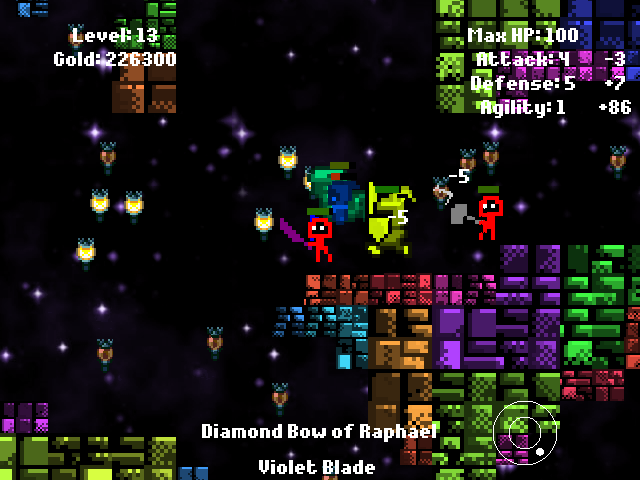 Level: 13
Gold: 226300
Max HP: 100
Attack: 4 -3
Defense: 5 +7
Agility: 1 +86
-5
-5
Diamond Bow of Raphael
Violet Blade